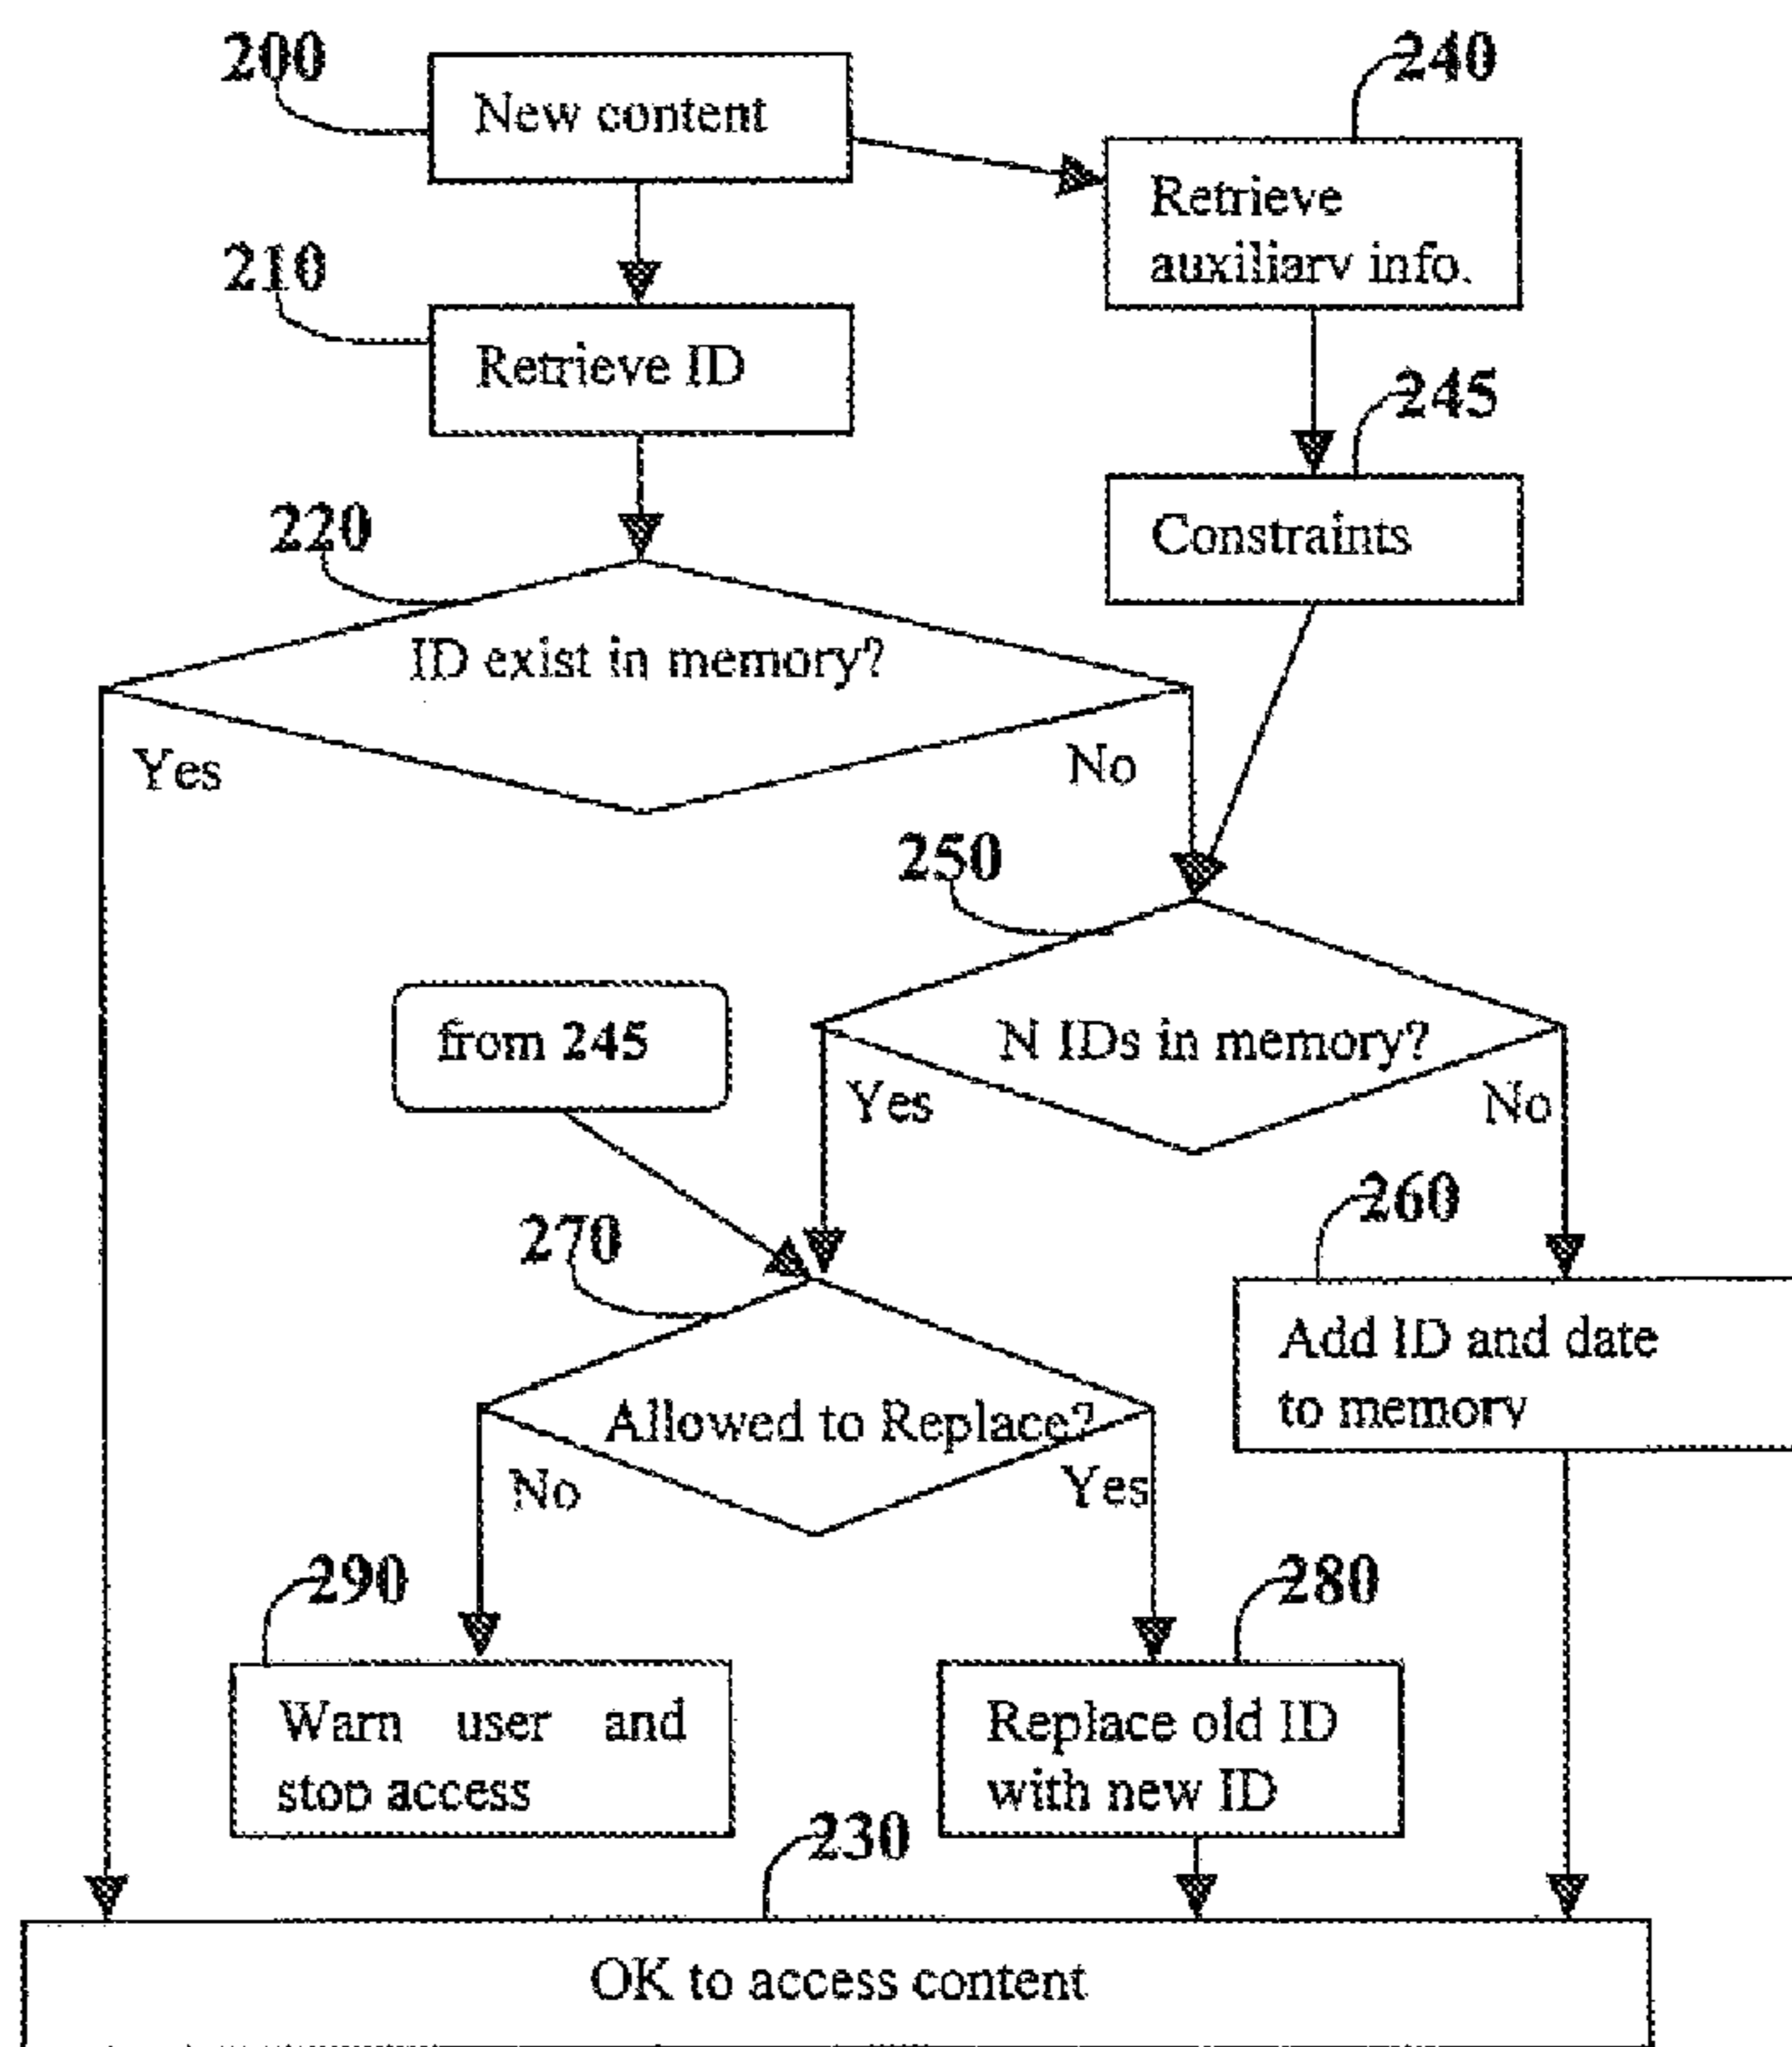 200
New content
240
Retrieve
auxiliary info.
210
Retrieve ID
245
Constraints
220
ID exist in memory?
Yes
No
250
from 245
N IDs in memory?
Yes
No
260
270
Add ID and date
to memory
Allowed to Replace?
No
Yes
290
280
Warn user and
stop access
Replace old ID
with new ID
230
OK to access content